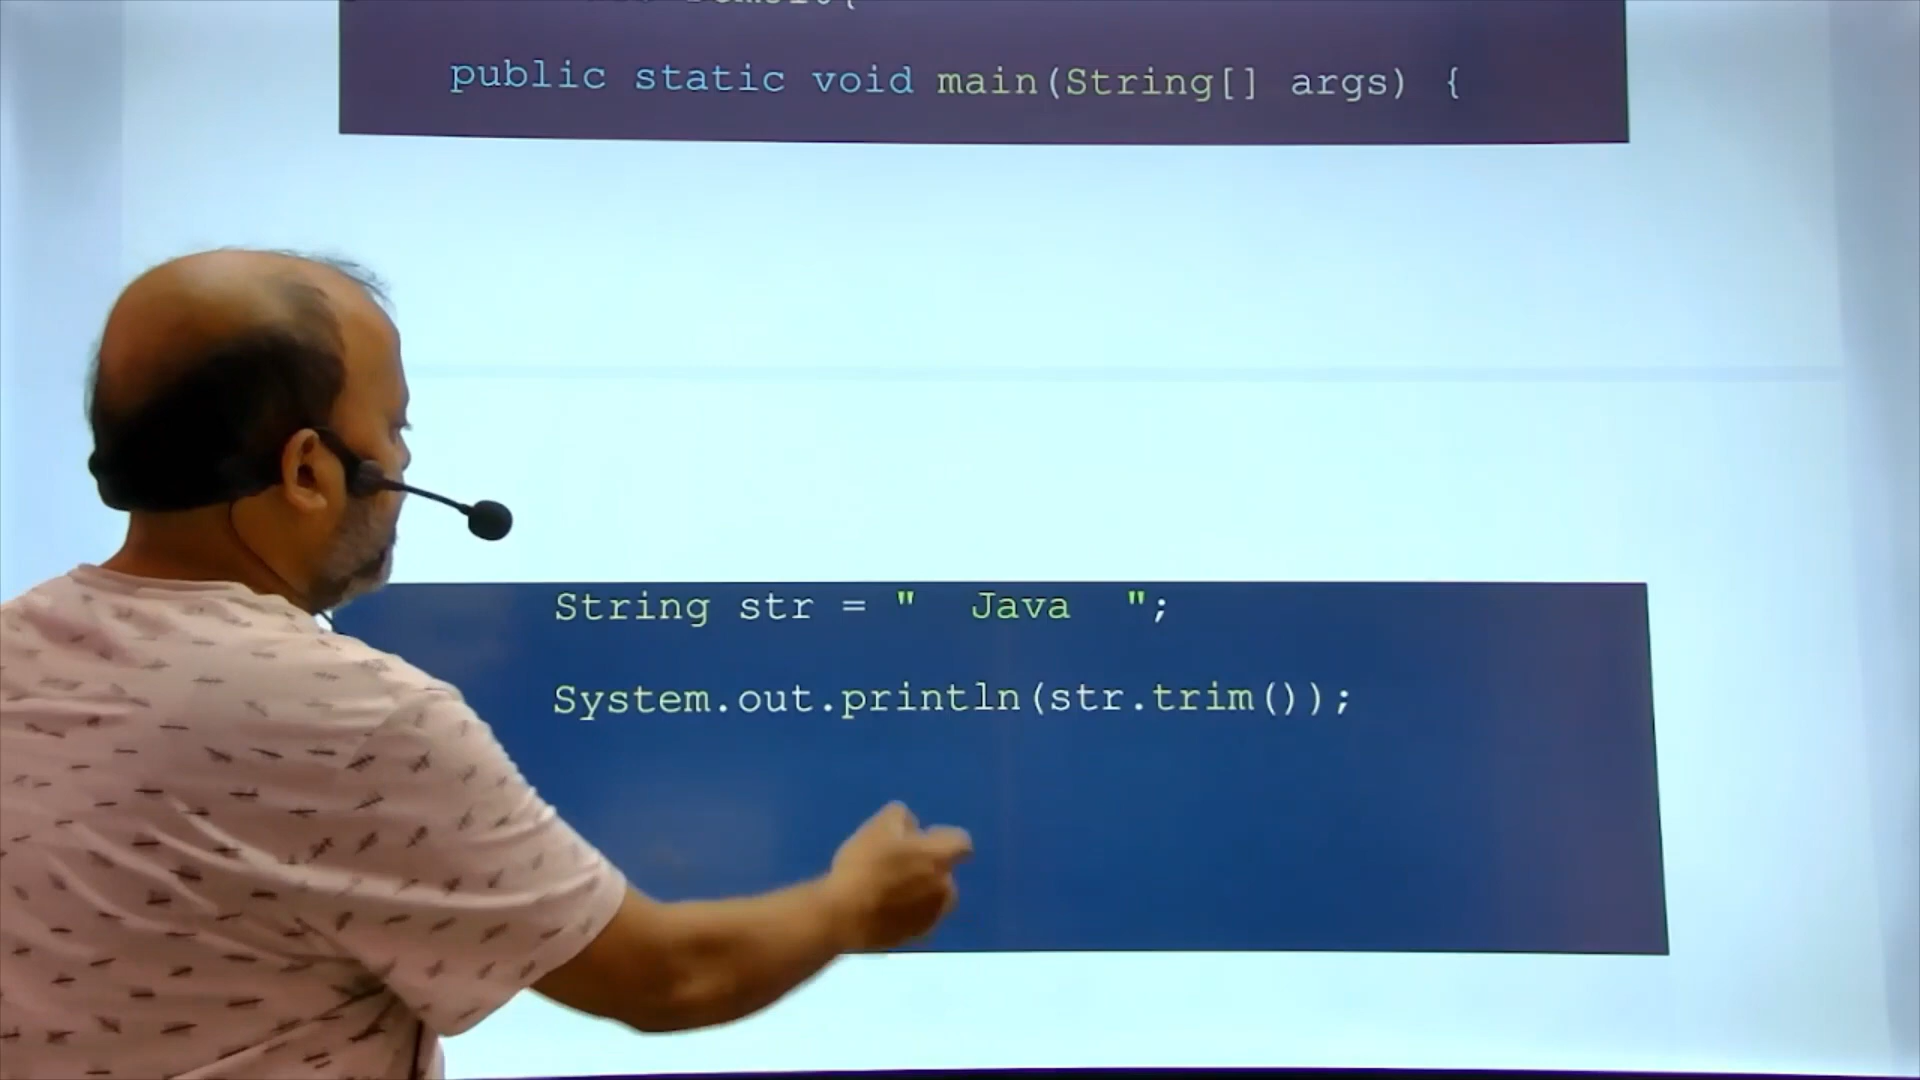 public static void main(String[] args) {
String str = "  Java  ";
System.out.println(str.trim());